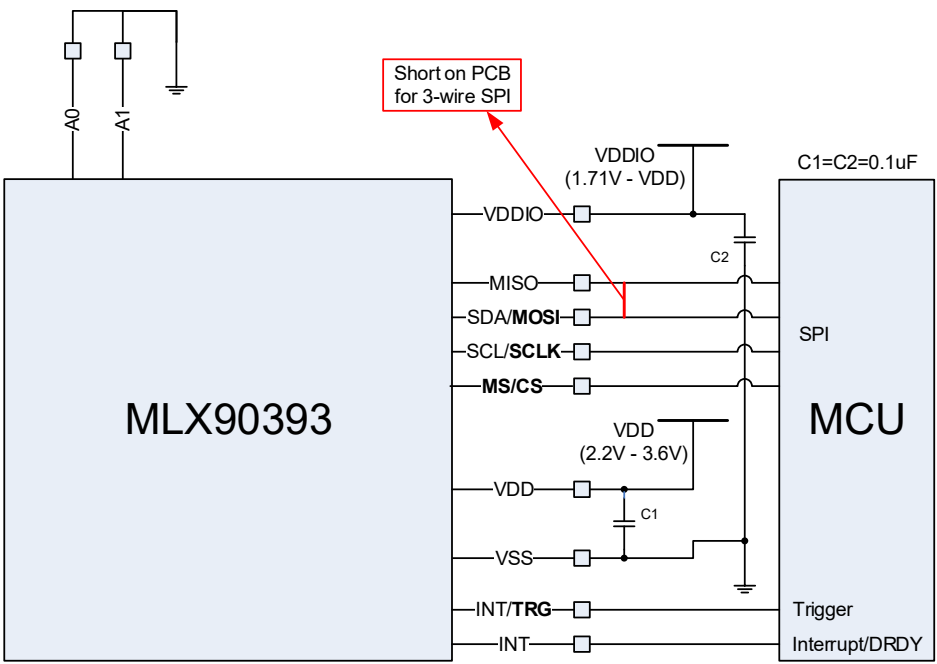 A0
A1
Short on PCB
for 3-wire SPI
VDDIO
(1.71V - VDD)
C1=C2=0.1uF
VDDIO
C2
MISO
SDA/MOSI
SPI
SCL/SCLK
MS/CS
MLX90393
MCU
VDD
(2.2V - 3.6V)
VDD
C1
VSS
INT/TRG
Trigger
INT
Interrupt/DRDY